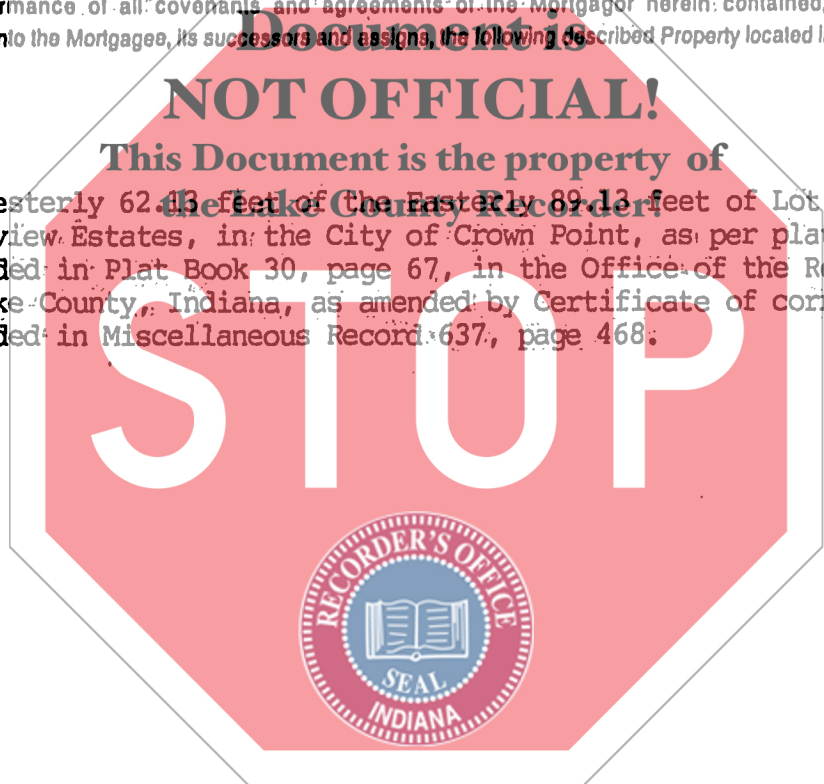 rmance of all covenants and agreements of the Mortgagor herein contained,
nto the Mortgagee, its successors and assigns, the following described Property located i
Document is
NOT OFFICIAL!
This Document is the property of
the Lake County Recorder!
esterly 62.13 feet of the Easterly 89.13 feet of Lot
view Estates, in the City of Crown Point, as per plat
ded in Plat Book 30, page 67, in the Office of the Re
ke County, Indiana, as amended by Certificate of corr
ded in Miscellaneous Record 637, page 468.
STOP
RECORDER'S OFFICE
SEAL
INDIANA